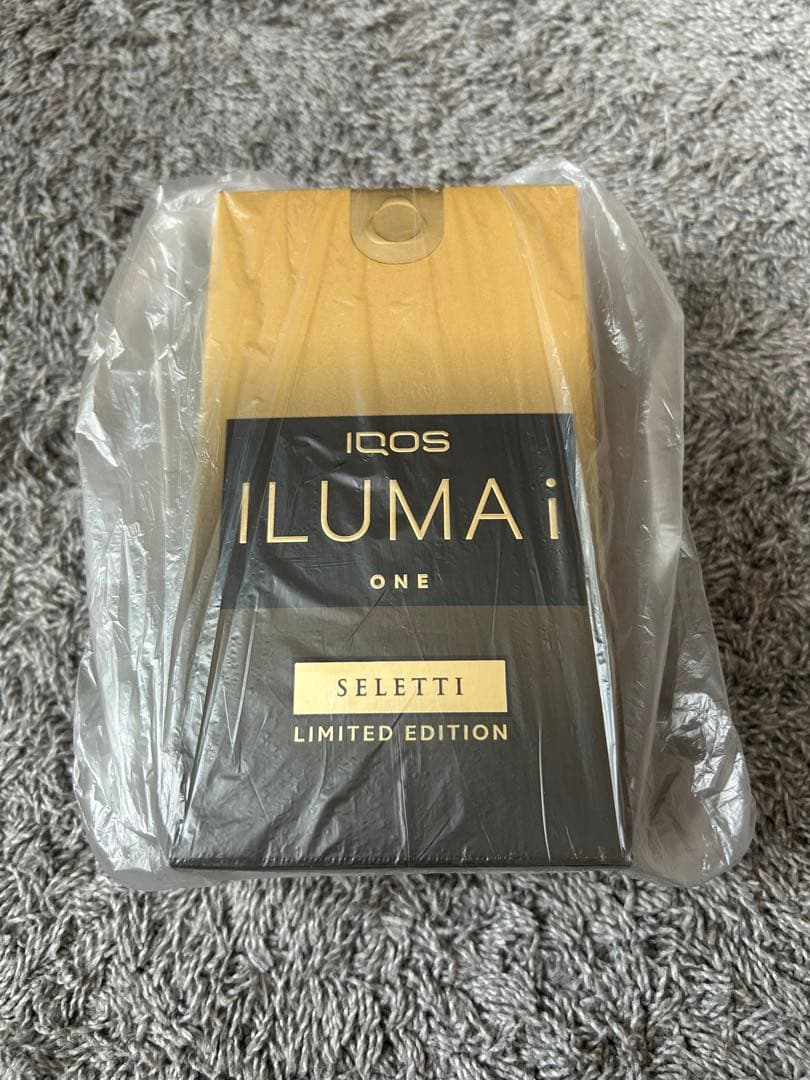 IQOS
ILUMA i
ONE
SELETTI
LIMITED EDITION